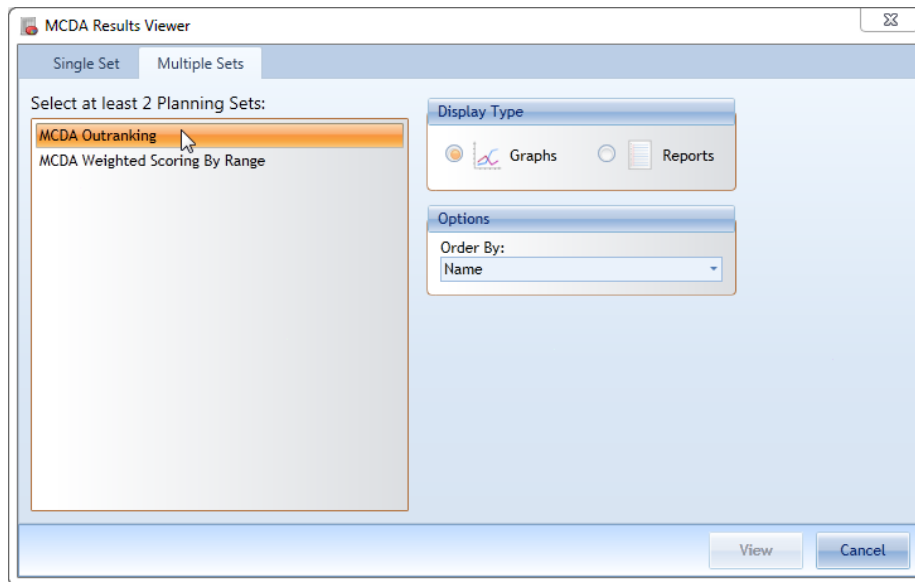 MCDA Results Viewer
Single Set
Multiple Sets
Select at least 2 Planning Sets:
MCDA Outranking
MCDA Weighted Scoring By Range
Display Type
Graphs
Reports
Options
Order By:
Name
View
Cancel